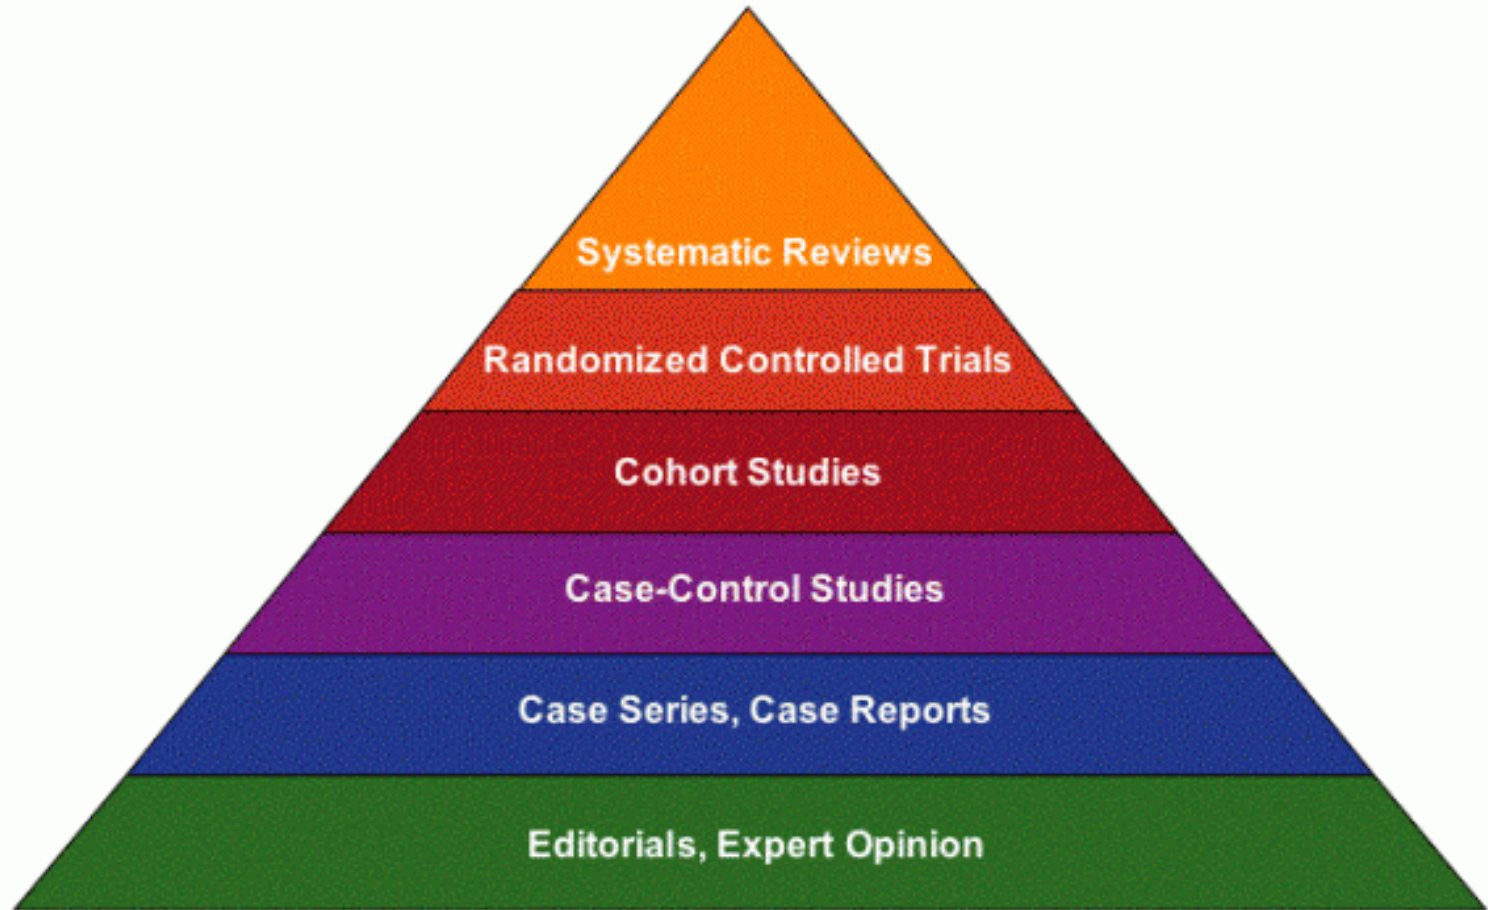 Systematic Reviews
Randomized Controlled Trials
Cohort Studies
Case-Control Studies
Case Series, Case Reports
Editorials, Expert Opinion